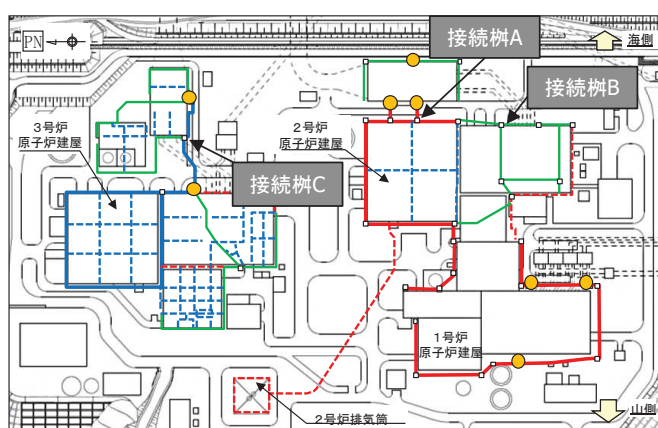 PN
接続桝A
海側
接続桝B
3号炉
原子炉建屋
2号炉
原子炉建屋
接続桝C
1号炉
原子炉建屋
2号炉排気筒
山側